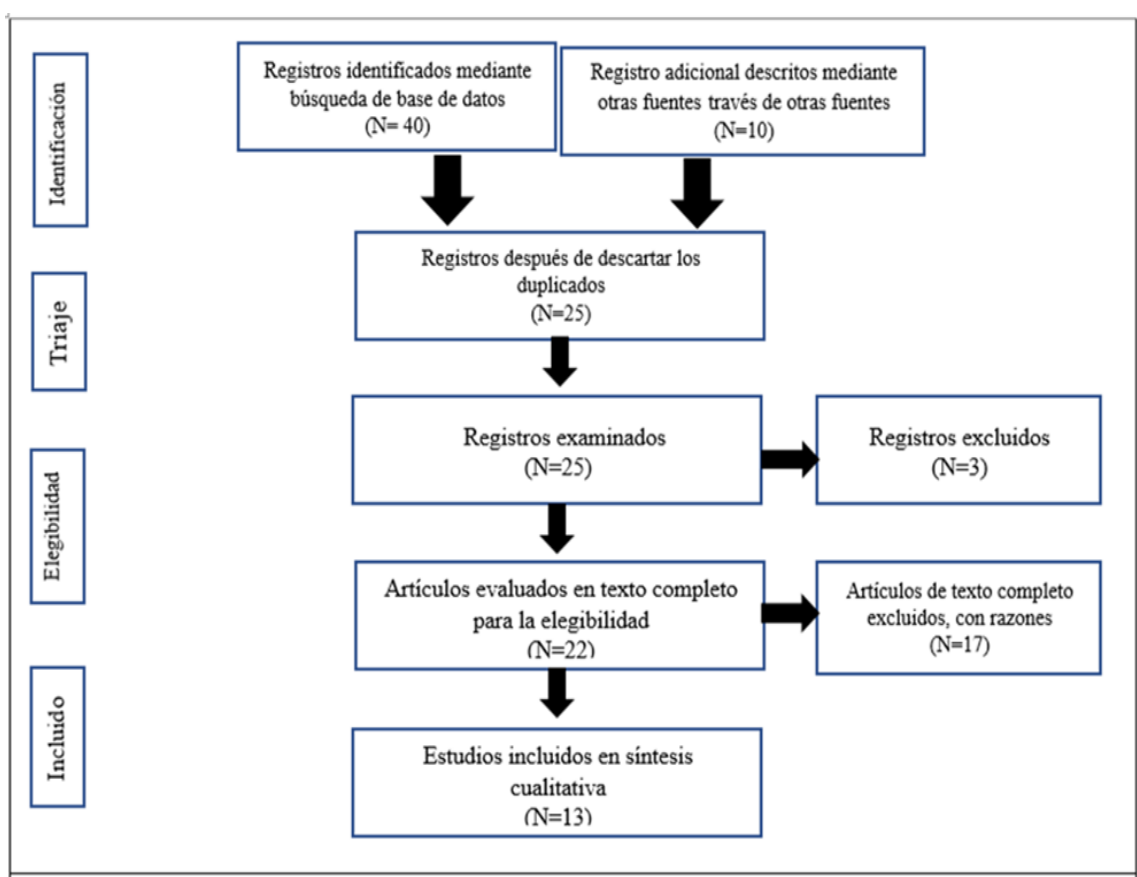 Identificación
Registros identificados mediante
búsqueda de base de datos
(N= 40)
Registro adicional descritos mediante
otras fuentes través de otras fuentes
(N=10)
Triaje
Registros después de descartar los
duplicados
(N=25)
Elegibilidad
Registros examinados
(N=25)
Registros excluidos
(N=3)
Artículos evaluados en texto completo
para la elegibilidad
(N=22)
Artículos de texto completo
excluidos, con razones
(N=17)
Incluido
Estudios incluidos en síntesis
cualitativa
(N=13)